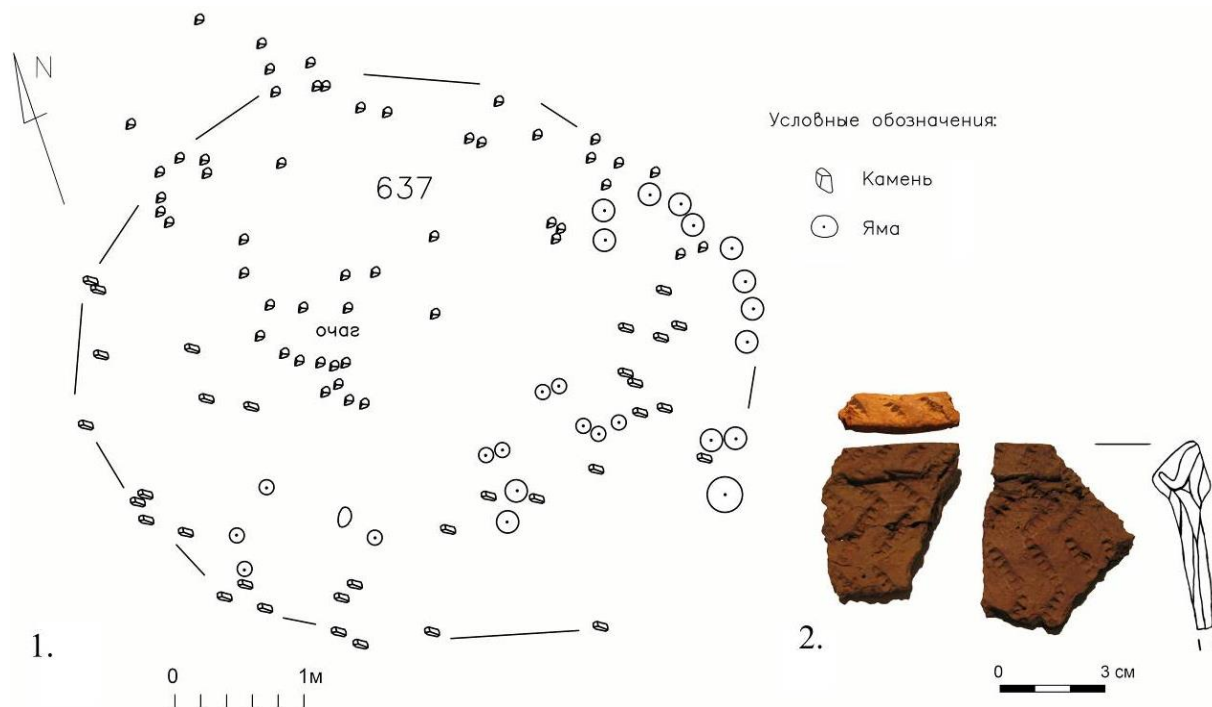 N
Условные обозначения:
Камень
Яма
637
очаг
1.
0 1м
2.
0 3 см